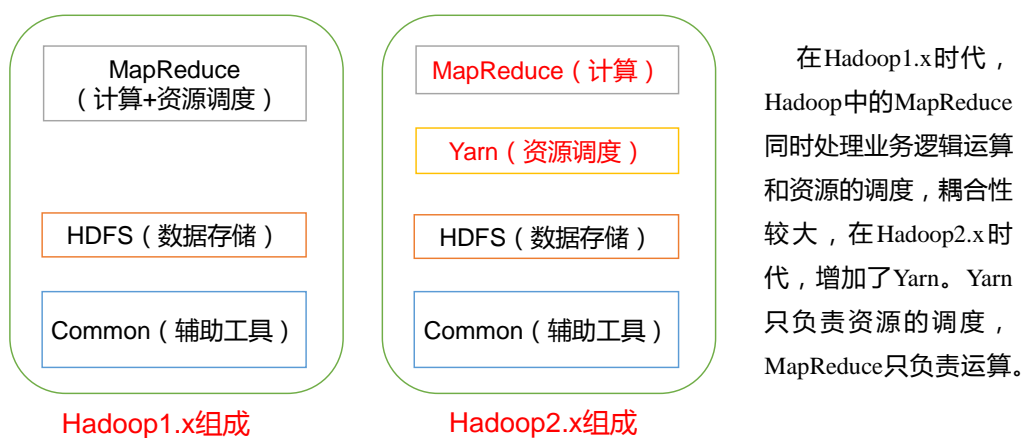 MapReduce
（计算+资源调度）
HDFS（数据存储）
Common（辅助工具）
Hadoop1.x组成
MapReduce（计算）
Yarn（资源调度）
HDFS（数据存储）
Common（辅助工具）
Hadoop2.x组成
在Hadoop1.x时代，
Hadoop中的MapReduce
同时处理业务逻辑运算
和资源的调度，耦合性
较大，在Hadoop2.x时
代，增加了Yarn。Yarn
只负责资源的调度，
MapReduce只负责运算。